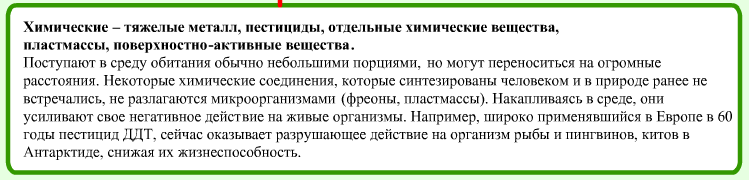 Химические – тяжелые металл, пестициды, отдельные химические вещества,
пластмассы, поверхностно-активные вещества.
Поступают в среду обитания обычно небольшими порциями, но могут переноситься на огромные
расстояния. Некоторые химические соединения, которые синтезированы человеком и в природе ранее не
встречались, не разлагаются микроорганизмами (фреоны, пластмассы). Накапливаясь в среде, они
усиливают свое негативное действие на живые организмы. Например, широко применявшийся в Европе в 60
годы пестицид ДДТ, сейчас оказывает разрушающее действие на организм рыбы и пингвинов, китов в
Антарктиде, снижая их жизнеспособность.